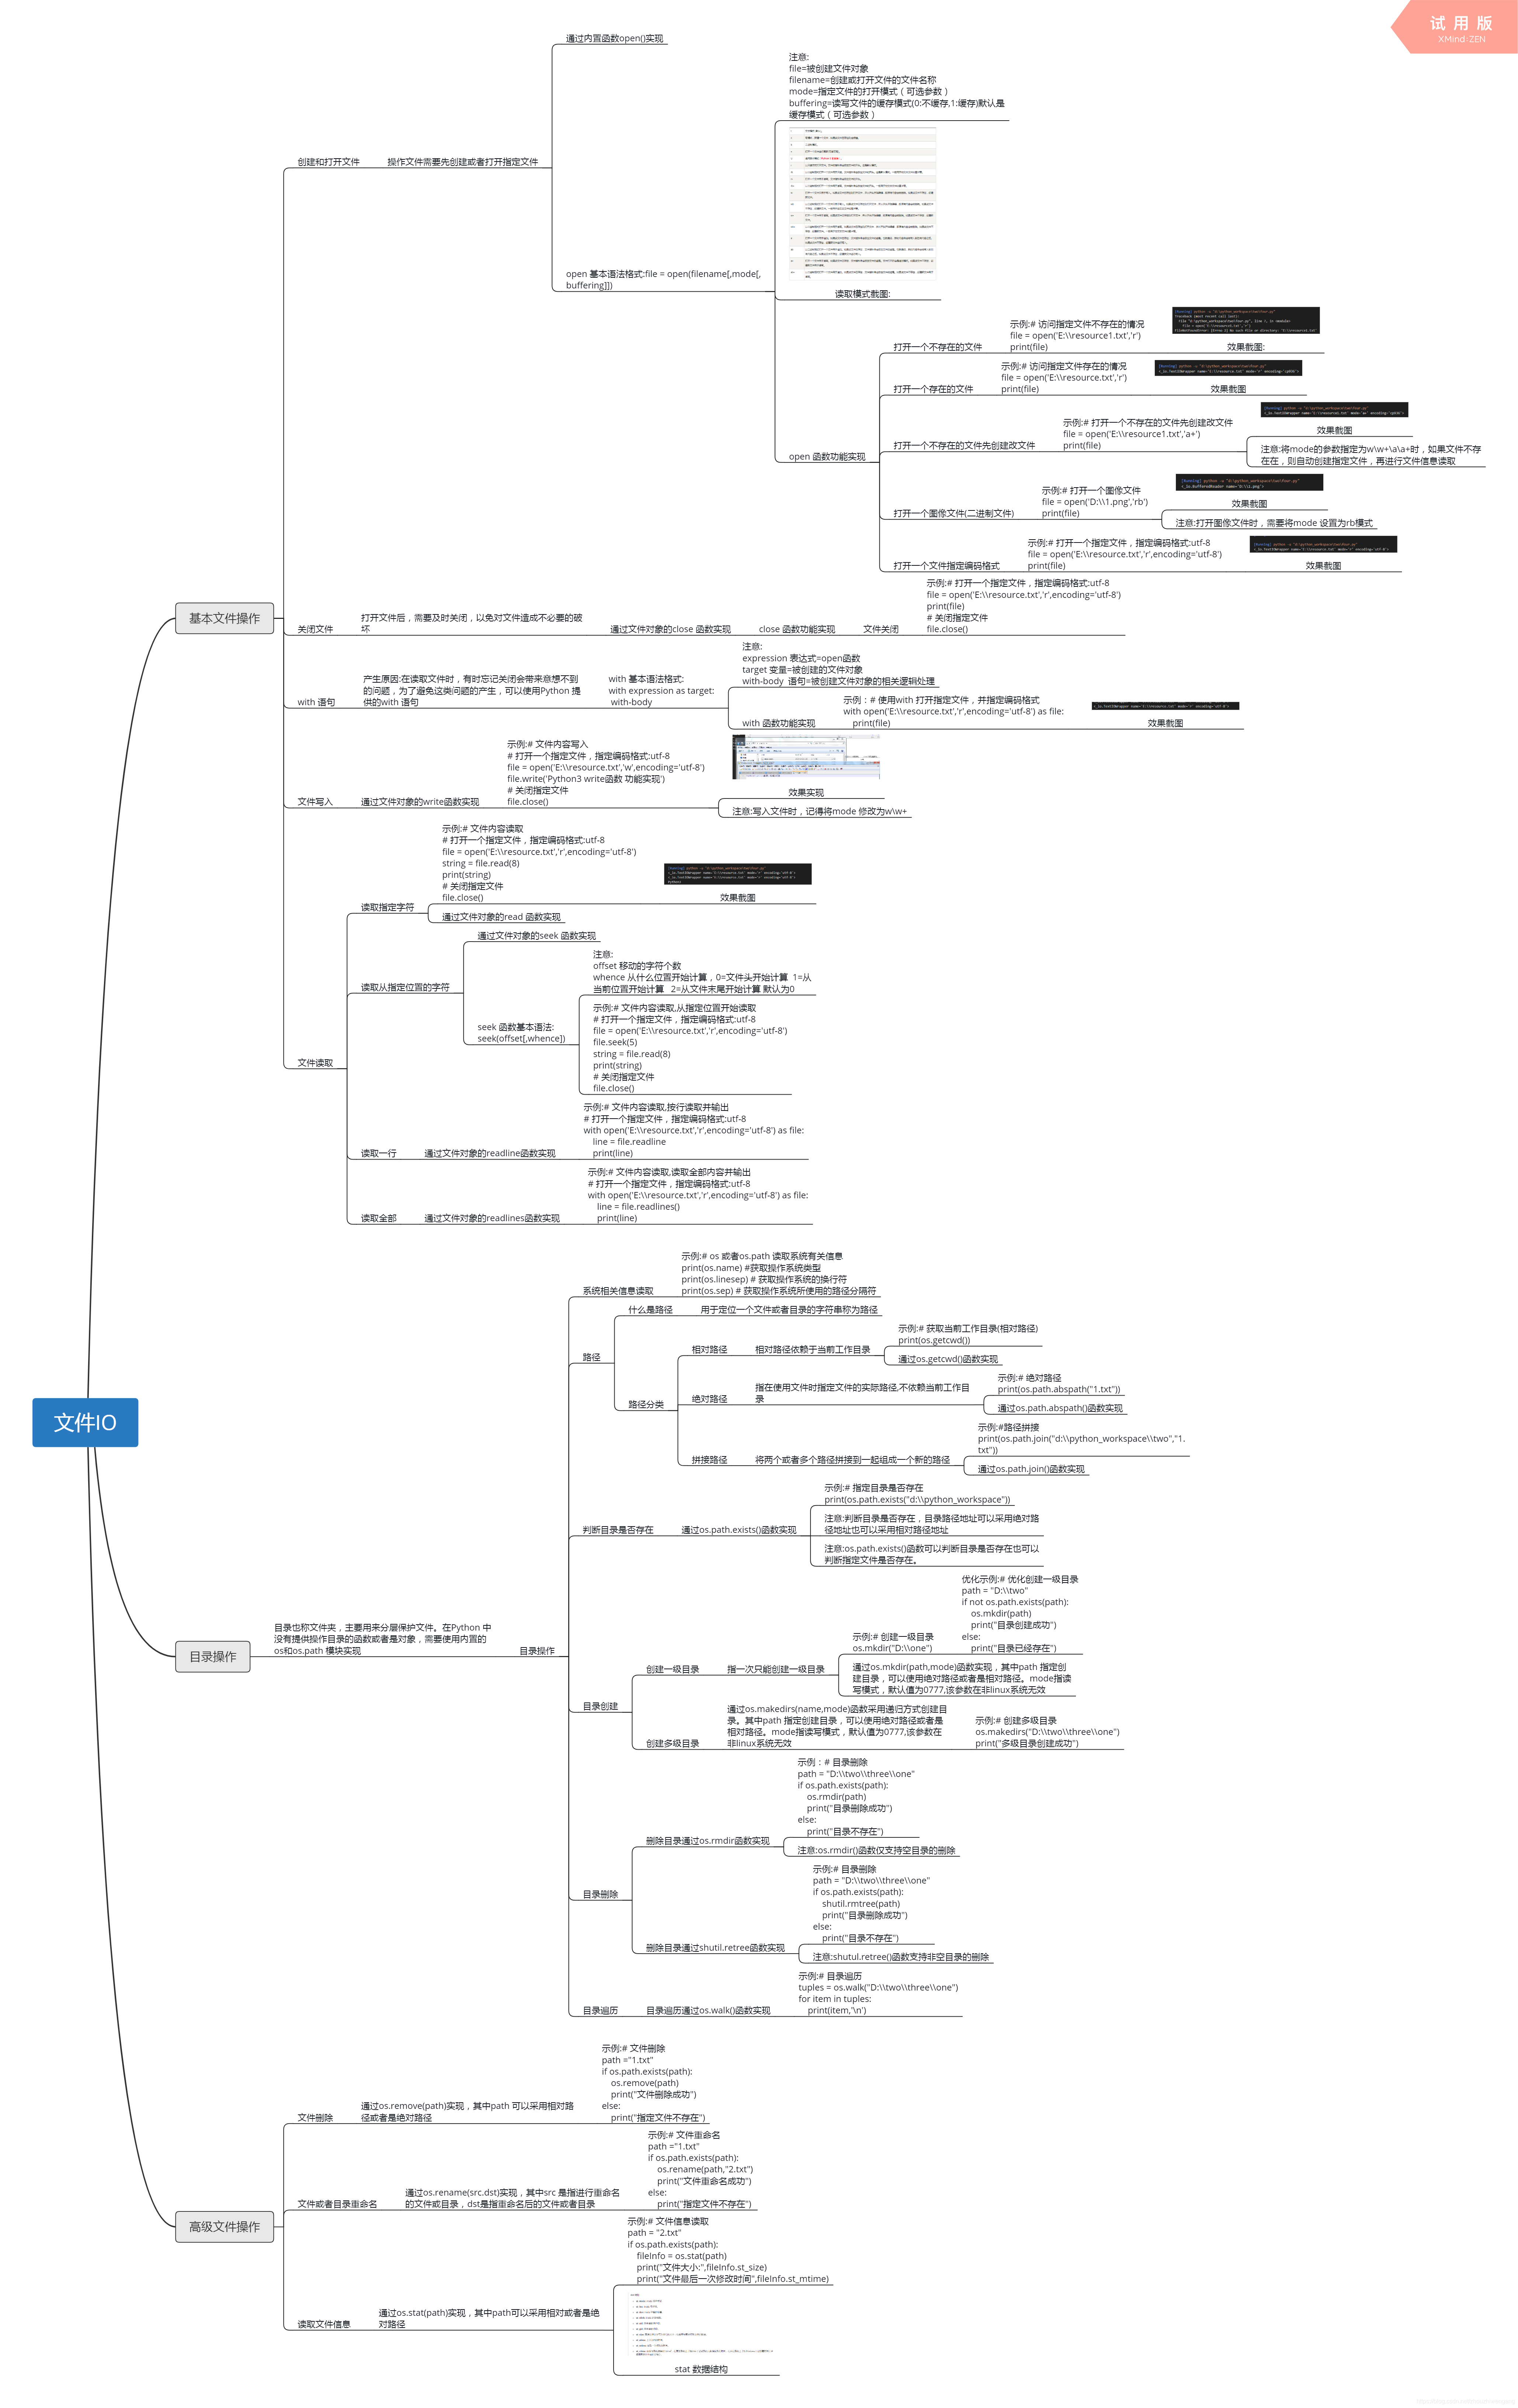 试 用 版
XMind:ZEN
文件IO
基本文件操作
创建和打开文件
操作文件需要先创建或者打开指定文件
通过内置函数open()实现
open 基本语法格式:file = open(filename[,mode[,
buffering]])
注意:
file=被创建文件对象
filename=创建或打开文件的文件名称
mode=指定文件的打开模式（可选参数）
buffering=读写文件的缓存模式(0:不缓存,1:缓存)默认是
缓存模式（可选参数）
读取模式截图:
open 函数功能实现
打开一个不存在的文件
示例:# 访问指定文件不存在的情况
file = open('E:\\resource1.txt','r')
print(file)
效果截图:
打开一个存在的文件
示例:# 访问指定文件存在的情况
file = open('E:\\resource.txt','r')
print(file)
效果截图
打开一个不存在的文件先创建改文件
示例:# 打开一个不存在的文件先创建改文件
file = open('E:\\resource1.txt','a+')
print(file)
效果截图
注意:将mode的参数指定为w\w+\a\a+时，如果文件不存
在在，则自动创建指定文件，再进行文件信息读取
打开一个图像文件(二进制文件)
示例:# 打开一个图像文件
file = open('D:\\1.png','rb')
print(file)
效果截图
注意:打开图像文件时，需要将mode 设置为rb模式
打开一个文件指定编码格式
示例:# 打开一个指定文件，指定编码格式:utf-8
file = open('E:\\resource.txt','r',encoding='utf-8')
print(file)
效果截图
关闭文件
打开文件后，需要及时关闭，以免对文件造成不必要的破
坏
通过文件对象的close 函数实现
close 函数功能实现
文件关闭
示例:# 打开一个指定文件，指定编码格式:utf-8
file = open('E:\\resource.txt','r',encoding='utf-8')
print(file)
# 关闭指定文件
file.close()
with 语句
产生原因:在读取文件时，有时忘记关闭会带来意想不到
的问题，为了避免这类问题的产生，可以使用Python 提
供的with 语句
with 基本语法格式:
with expression as target:
with-body
注意:
expression 表达式=open函数
target 变量=被创建的文件对象
with-body  语句=被创建文件对象的相关逻辑处理
with 函数功能实现
示例：# 使用with 打开指定文件，并指定编码格式
with open('E:\\resource.txt','r',encoding='utf-8') as file:
    print(file)
效果截图
文件写入
通过文件对象的write函数实现
示例:# 文件内容写入
# 打开一个指定文件，指定编码格式:utf-8
file = open('E:\\resource.txt','w',encoding='utf-8')
file.write('Python3 write函数 功能实现')
# 关闭指定文件
file.close()
效果实现
注意:写入文件时，记得将mode 修改为w\w+
文件读取
读取指定字符
示例:# 文件内容读取
# 打开一个指定文件，指定编码格式:utf-8
file = open('E:\\resource.txt','r',encoding='utf-8')
string = file.read(8)
print(string)
# 关闭指定文件
file.close()
效果截图
通过文件对象的read 函数实现
读取从指定位置的字符
通过文件对象的seek 函数实现
seek 函数基本语法:
seek(offset[,whence])
注意:
offset 移动的字符个数
whence 从什么位置开始计算，0=文件头开始计算  1=从
当前位置开始计算   2=从文件末尾开始计算 默认为0
示例:# 文件内容读取,从指定位置开始读取
# 打开一个指定文件，指定编码格式:utf-8
file = open('E:\\resource.txt','r',encoding='utf-8')
file.seek(5)
string = file.read(8)
print(string)
# 关闭指定文件
file.close()
读取一行
通过文件对象的readline函数实现
示例:# 文件内容读取,按行读取并输出
# 打开一个指定文件，指定编码格式:utf-8
with open('E:\\resource.txt','r',encoding='utf-8') as file:
    line = file.readline
    print(line)
读取全部
通过文件对象的readlines函数实现
示例:# 文件内容读取,读取全部内容并输出
# 打开一个指定文件，指定编码格式:utf-8
with open('E:\\resource.txt','r',encoding='utf-8') as file:
    line = file.readlines()
    print(line)
目录操作
目录也称文件夹，主要用来分层保护文件。在Python 中
没有提供操作目录的函数或者是对象，需要使用内置的
os和os.path 模块实现
目录操作
系统相关信息读取
示例:# os 或者os.path 读取系统有关信息
print(os.name) #获取操作系统类型
print(os.linesep) # 获取操作系统的换行符
print(os.sep) # 获取操作系统所使用的路径分隔符
路径
什么是路径
用于定位一个文件或者目录的字符串称为路径
路径分类
相对路径
相对路径依赖于当前工作目录
示例:# 获取当前工作目录(相对路径)
print(os.getcwd())
通过os.getcwd()函数实现
绝对路径
指在使用文件时指定文件的实际路径,不依赖当前工作目
录
示例:# 绝对路径
print(os.path.abspath("1.txt"))
通过os.path.abspath()函数实现
拼接路径
将两个或者多个路径拼接到一起组成一个新的路径
示例:#路径拼接
print(os.path.join("d:\\python_workspace\\two","1.
txt"))
通过os.path.join()函数实现
判断目录是否存在
通过os.path.exists()函数实现
示例:# 指定目录是否存在
print(os.path.exists("d:\\python_workspace"))
注意:判断目录是否存在，目录路径地址可以采用绝对路
径地址也可以采用相对路径地址
注意:os.path.exists()函数可以判断目录是否存在也可以
判断指定文件是否存在。
目录创建
创建一级目录
指一次只能创建一级目录
示例:# 创建一级目录
os.mkdir("D:\\one")
优化示例:# 优化创建一级目录
path = "D:\\two"
if not os.path.exists(path):
    os.mkdir(path)
    print("目录创建成功")
else:
    print("目录已经存在")
通过os.mkdir(path,mode)函数实现，其中path 指定创
建目录，可以使用绝对路径或者是相对路径。mode指读
写模式，默认值为0777,该参数在非linux系统无效
创建多级目录
通过os.makedirs(name,mode)函数采用递归方式创建目
录。其中path 指定创建目录，可以使用绝对路径或者是
相对路径。mode指读写模式，默认值为0777,该参数在
非linux系统无效
示例:# 创建多级目录
os.makedirs("D:\\two\\three\\one")
print("多级目录创建成功")
目录删除
删除目录通过os.rmdir函数实现
示例：# 目录删除
path = "D:\\two\\three\\one"
if os.path.exists(path):
    os.rmdir(path)
    print("目录删除成功")
else:
    print("目录不存在")
注意:os.rmdir()函数仅支持空目录的删除
删除目录通过shutil.retree函数实现
示例:# 目录删除
path = "D:\\two\\three\\one"
if os.path.exists(path):
    shutil.rmtree(path)
    print("目录删除成功")
else:
    print("目录不存在")
注意:shutul.retree()函数支持非空目录的删除
目录遍历
目录遍历通过os.walk()函数实现
示例:# 目录遍历
tuples = os.walk("D:\\two\\three\\one")
for item in tuples:
    print(item,'\n')
高级文件操作
文件删除
通过os.remove(path)实现，其中path 可以采用相对路
径或者是绝对路径
示例:# 文件删除
path ="1.txt"
if os.path.exists(path):
    os.remove(path)
    print("文件删除成功")
else:
    print("指定文件不存在")
文件或者目录重命名
通过os.rename(src.dst)实现，其中src 是指进行重命名
的文件或目录，dst是指重命名后的文件或者目录
示例:# 文件重命名
path ="1.txt"
if os.path.exists(path):
    os.rename(path,"2.txt")
    print("文件重命名成功")
else:
    print("指定文件不存在")
读取文件信息
通过os.stat(path)实现，其中path可以采用相对或者是绝
对路径
示例:# 文件信息读取
path = "2.txt"
if os.path.exists(path):
    fileInfo = os.stat(path)
    print("文件大小:",fileInfo.st_size)
    print("文件最后一次修改时间",fileInfo.st_mtime)
stat 数据结构